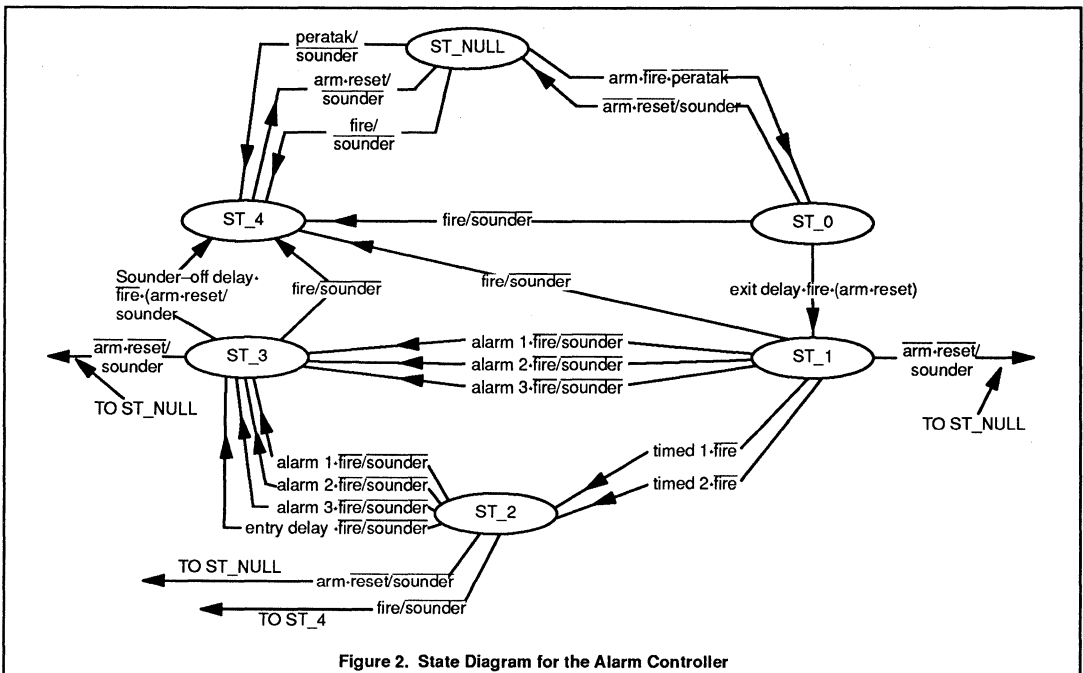 peratak/
sounder
ST_NULL
arm•reset/
sounder
arm•fire•peratak
arm•reset/sounder
fire/
sounder
ST_4
fire/sounder
ST_0
Sounder–off delay•
fire•(arm•reset/
sounder
fire/sounder
fire/sounder
exit delay•fire•(arm•reset)
arm•reset/
sounder
ST_3
alarm 1•fire/sounder
alarm 2•fire/sounder
alarm 3•fire/sounder
ST_1
arm•reset/
sounder
TO ST_NULL
TO ST_NULL
timed 1•fire
timed 2•fire
alarm 1•fire/sounder
alarm 2•fire/sounder
alarm 3•fire/sounder
entry delay •fire/sounder
ST_2
TO ST_NULL
arm•reset/sounder
fire/sounder
TO ST_4
Figure 2. State Diagram for the Alarm Controller